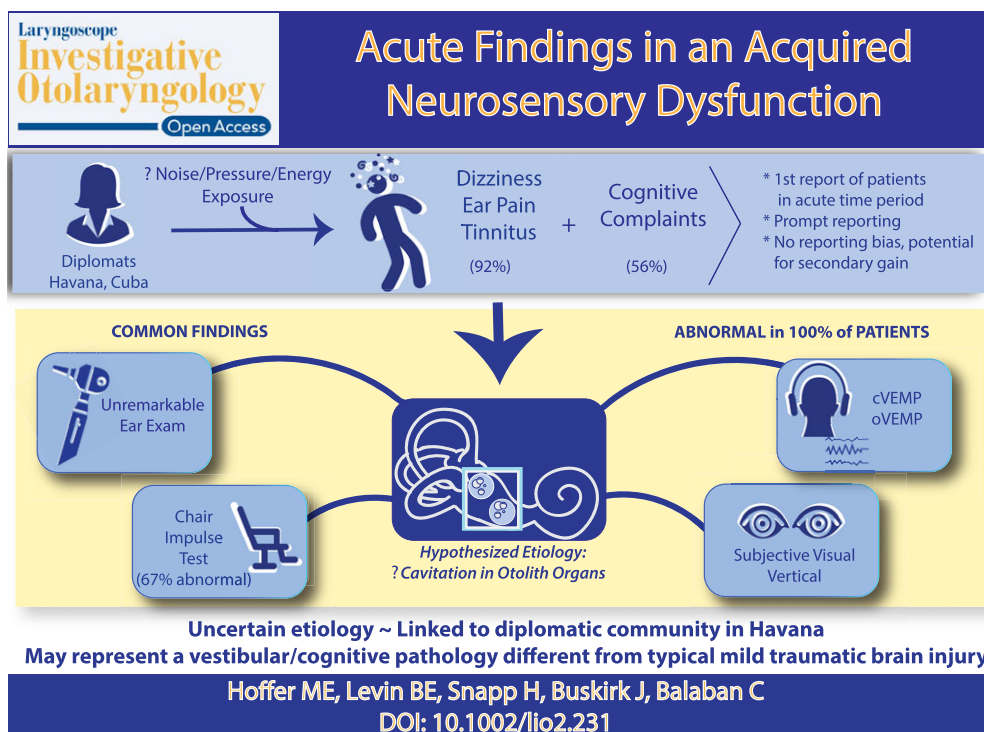 Laryngoscope
Investigative
Otolaryngology
Open Access
Acute Findings in an Acquired
Neurosensory Dysfunction
? Noise/Pressure/Energy
Exposure
Diplomats
Havana, Cuba
Dizziness
Ear Pain
Tinnitus
(92%)
+
Cognitive
Complaints
(56%)
* 1st report of patients
in acute time period
* Prompt reporting
* No reporting bias, potential
for secondary gain
COMMON FINDINGS
ABNORMAL in 100% of PATIENTS
Unremarkable
Ear Exam
cVEMP
oVEMP
Chair
Impulse
Test
(67% abnormal)
Hypothesized Etiology:
? Cavitation in Otolith Organs
Subjective Visual
Vertical
Uncertain etiology ~ Linked to diplomatic community in Havana
May represent a vestibular/cognitive pathology different from typical mild traumatic brain injury
Hoffer ME, Levin BE, Snapp H, Buskirk J, Balaban C
DOI: 10.1002/lio2.231